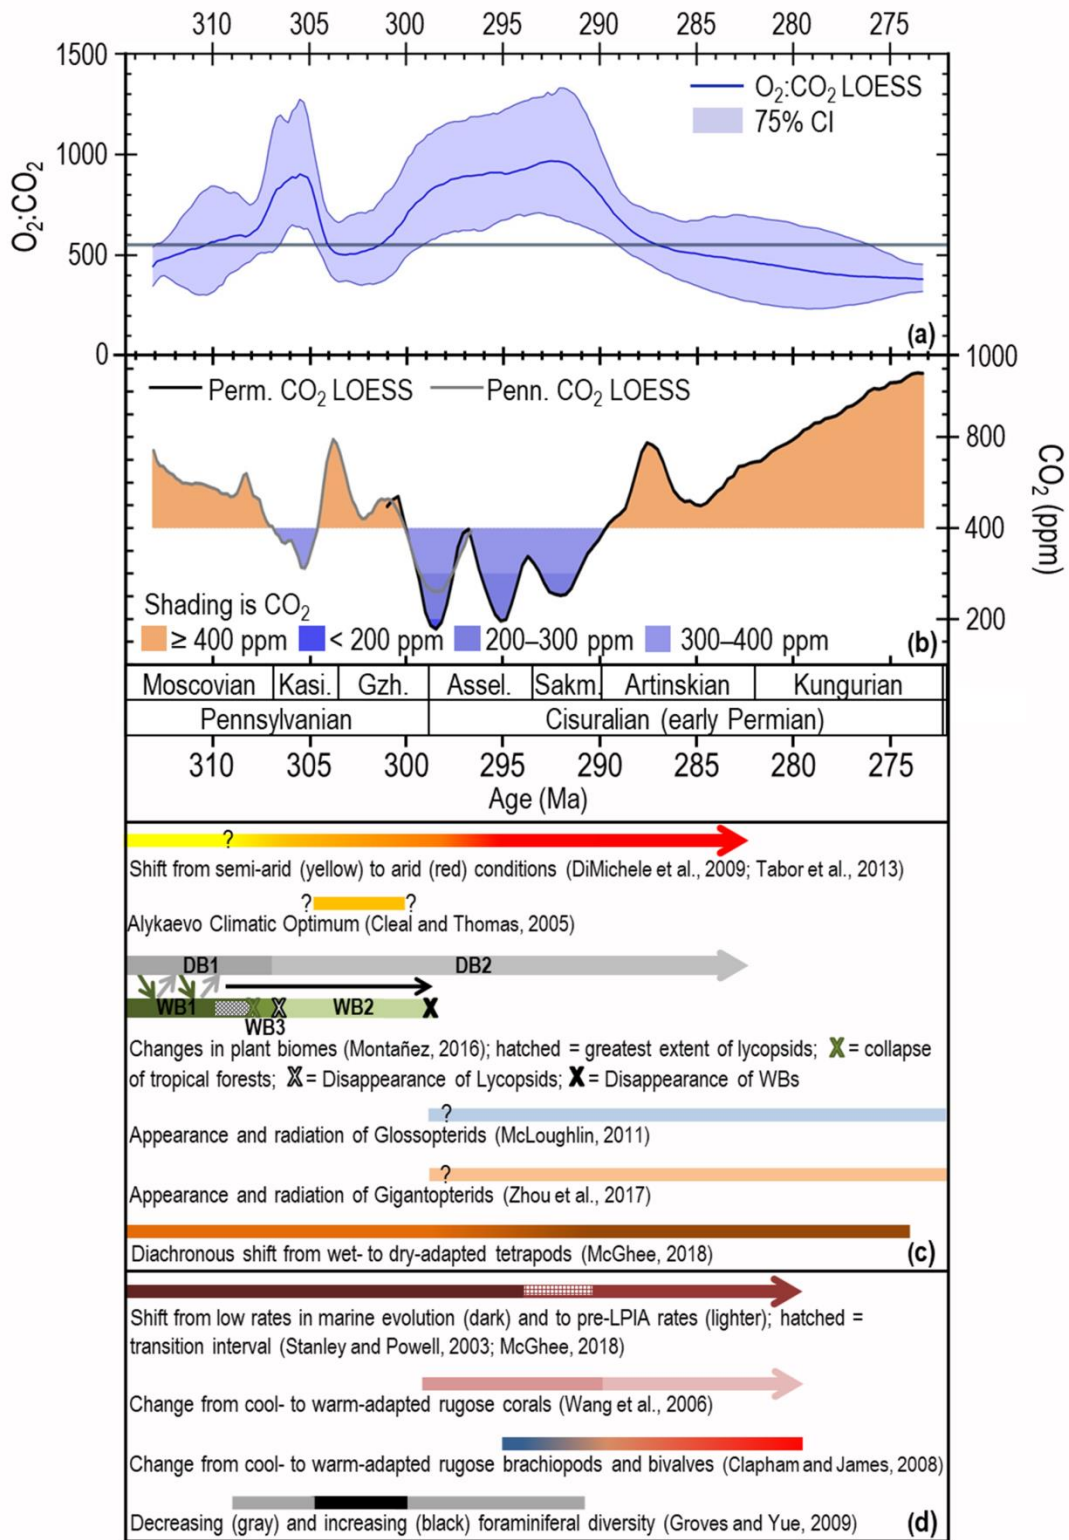 310 305 300 295 290 285 280 275
1500
1000
500
0
O₂:CO₂
O₂:CO₂ LOESS
75% CI
(a)
1000
800
400
200
CO₂ (ppm)
Perm. CO₂ LOESS Penn. CO₂ LOESS
Shading is CO₂
≥ 400 ppm < 200 ppm 200–300 ppm 300–400 ppm
(b)
Moscovian Kasi. Gzh. Assel. Sakm. Artinskian Kungurian
Pennsylvanian Cisuralian (early Permian)
310 305 300 295 290 285 280 275
Age (Ma)
?
Shift from semi-arid (yellow) to arid (red) conditions (DiMichele et al., 2009; Tabor et al., 2013)
? ?
Alykaevo Climatic Optimum (Cleal and Thomas, 2005)
DB1 DB2
WB1 X X WB2 X
WB3
Changes in plant biomes (Montañez, 2016); hatched = greatest extent of lycopsids; X = collapse
of tropical forests; X = Disappearance of Lycopsids; X = Disappearance of WBs
?
Appearance and radiation of Glossopterids (McLoughlin, 2011)
?
Appearance and radiation of Gigantopterids (Zhou et al., 2017)
Diachronous shift from wet- to dry-adapted tetrapods (McGhee, 2018)
(c)
Shift from low rates in marine evolution (dark) and to pre-LPIA rates (lighter); hatched =
transition interval (Stanley and Powell, 2003; McGhee, 2018)
Change from cool- to warm-adapted rugose corals (Wang et al., 2006)
Change from cool- to warm-adapted rugose brachiopods and bivalves (Clapham and James, 2008)
Decreasing (gray) and increasing (black) foraminiferal diversity (Groves and Yue, 2009)
(d)